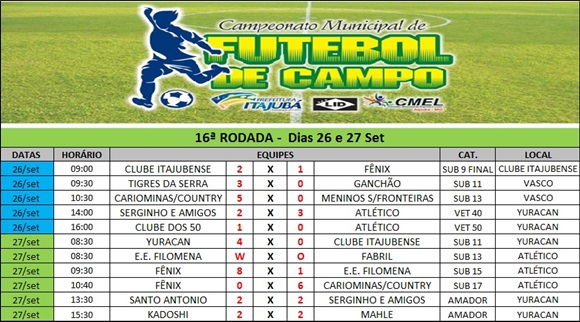 Campeonato Municipal de
FUTEBOL
DE CAMPO
PREFEITURA ITAJUBÁ LID CMEL
16ª RODADA - Dias 26 e 27 Set
DATAS HORÁRIO EQUIPES CAT. LOCAL
26/set 09:00 CLUBE ITAJUBENSE 2 X 1 FÊNIX SUB 9 FINAL CLUBE ITAJUBENSE
26/set 09:30 TIGRES DA SERRA 3 X 0 GANCHÃO SUB 11 VASCO
26/set 10:30 CARIOMINAS/COUNTRY 5 X 0 MENINOS S/FRONTEIRAS SUB 13 VASCO
26/set 14:00 SERGINHO E AMIGOS 2 X 3 ATLÉTICO VET 40 YURACAN
26/set 16:00 CLUBE DOS 50 1 X 0 ATLÉTICO VET 50 YURACAN
27/set 08:30 YURACAN 4 X 0 CLUBE ITAJUBENSE SUB 11 YURACAN
27/set 08:30 E.E. FILOMENA W X O FABRIL SUB 13 ATLÉTICO
27/set 09:30 FÊNIX 8 X 1 E.E. FILOMENA SUB 15 ATLÉTICO
27/set 10:40 FÊNIX 0 X 6 CARIOMINAS/COUNTRY SUB 17 ATLÉTICO
27/set 13:30 SANTO ANTONIO 2 X 2 SERGINHO E AMIGOS AMADOR YURACAN
27/set 15:30 KADOSHI 2 X 2 MAHLE AMADOR YURACAN